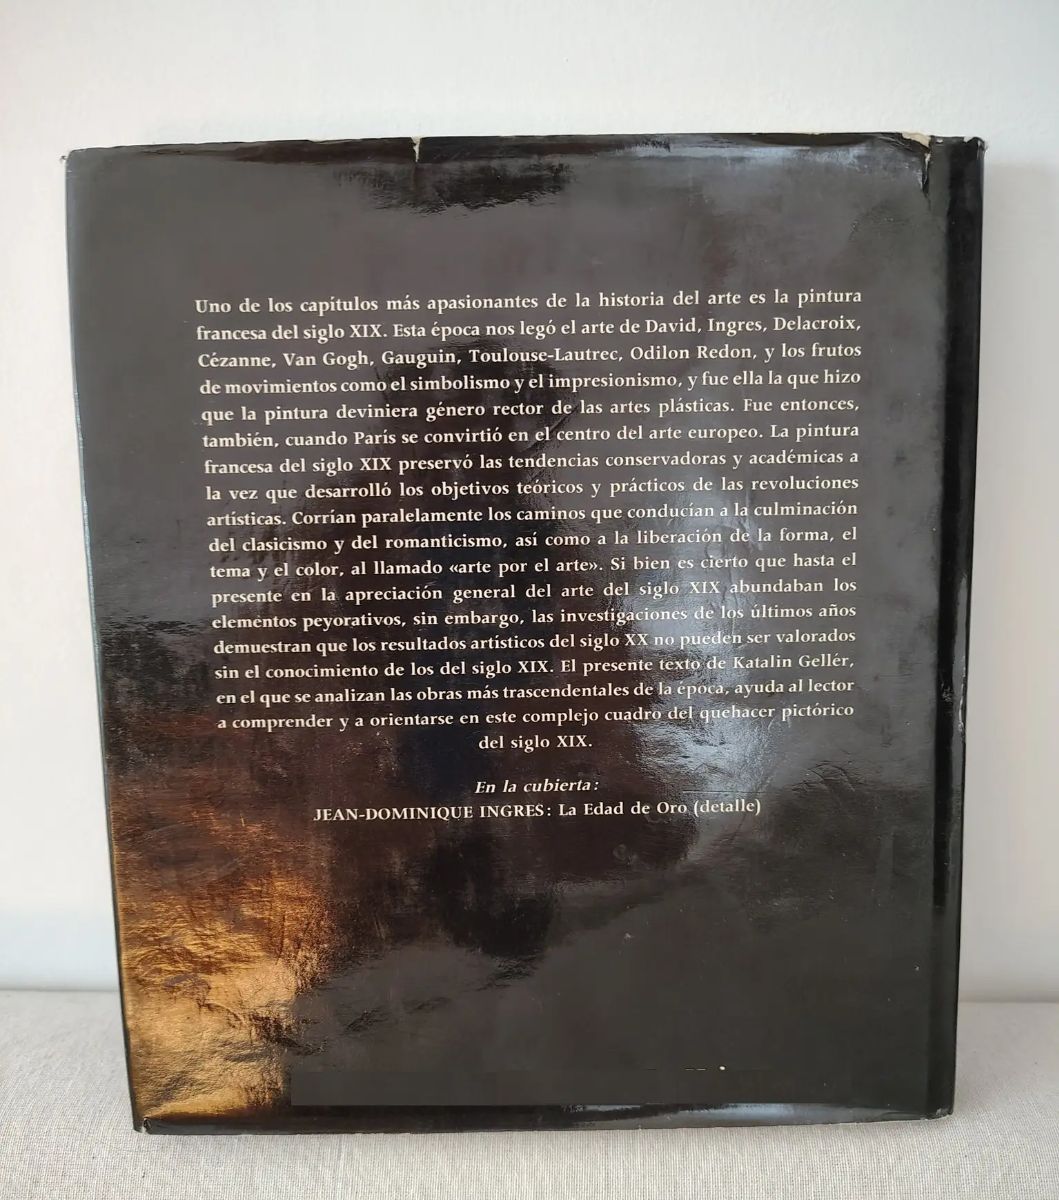 Uno de los capítulos más apasionantes de la historia del arte es la pintura
francesa del siglo XIX. Esta época nos legó el arte de David, Ingres, Delacroix,
Cézanne, Van Gogh, Gauguin, Toulouse-Lautrec, Odilon Redon, y los frutos
de movimientos como el simbolismo y el impresionismo, y fue ella la que hizo
que la pintura deviniera género rector de las artes plásticas. Fue entonces,
también, cuando París se convirtió en el centro del arte europeo. La pintura
francesa del siglo XIX preservó las tendencias conservadoras y académicas a
la vez que desarrolló los objetivos teóricos y prácticos de las revoluciones
artísticas. Corrían paralelamente los caminos que conducían a la culminación
del clasicismo y del romanticismo, así como a la liberación de la forma, el
tema y el color, al llamado «arte por el arte». Si bien es cierto que hasta el
presente en la apreciación general del arte del siglo XIX abundaban los
elementos peyorativos, sin embargo, las investigaciones de los últimos años
demuestran que los resultados artísticos del siglo XX no pueden ser valorados
sin el conocimiento de los del siglo XIX. El presente texto de Katalin Gellér,
en el que se analizan las obras más trascendentales de la época, ayuda al lector
a comprender y a orientarse en este complejo cuadro del quehacer pictórico
del siglo XIX.
En la cubierta:
JEAN-DOMINIQUE INGRES: La Edad de Oro (detalle)